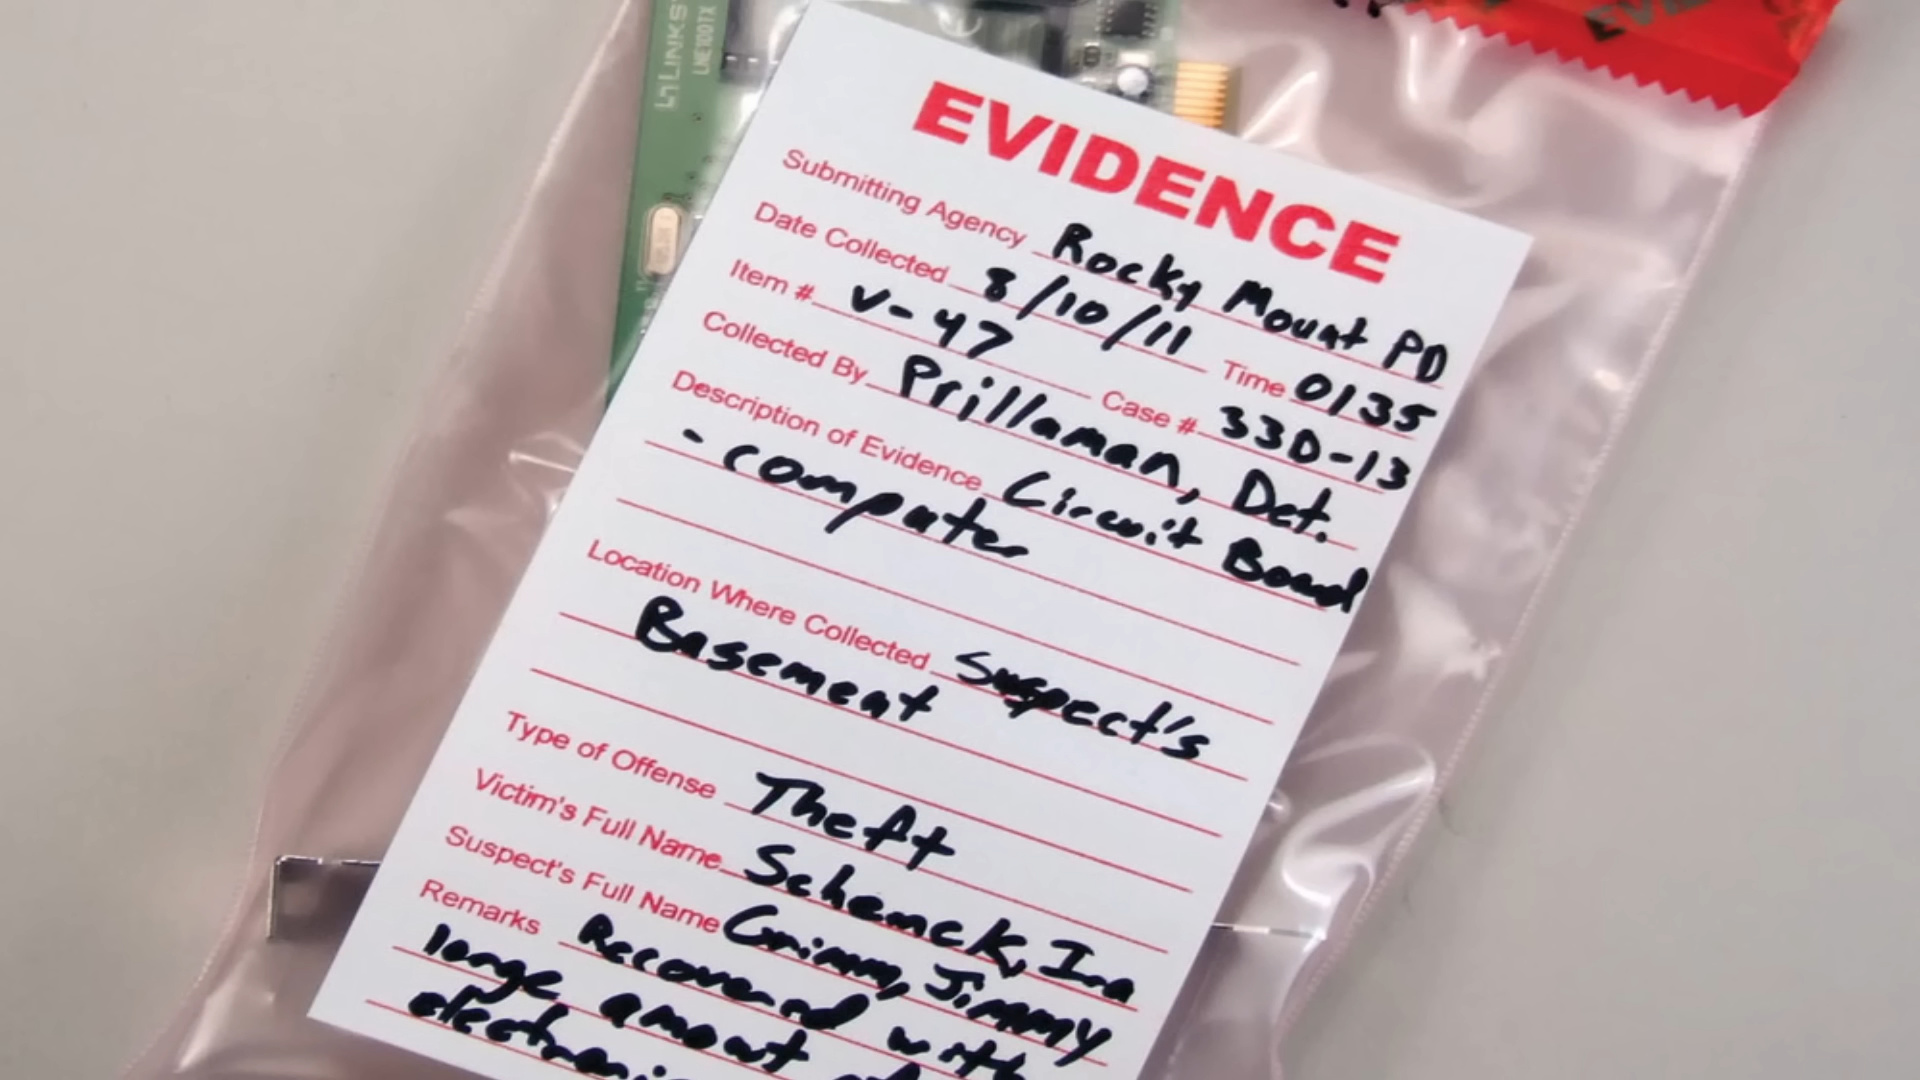 LINKSYS
LNE100TX
EVIDENCE
Submitting Agency Rocky Mount PD
Date Collected 8/10/11 Time 0135
Item # V-47 Case # 33D-13
Collected By Prillaman, Det.
Description of Evidence Circuit Board
- computer
Location Where Collected Suspect's
Basement
Type of Offense Theft
Victim's Full Name Schenck, Ira
Suspect's Full Name Grimm, Jimmy
Remarks Recovered with
large amount of